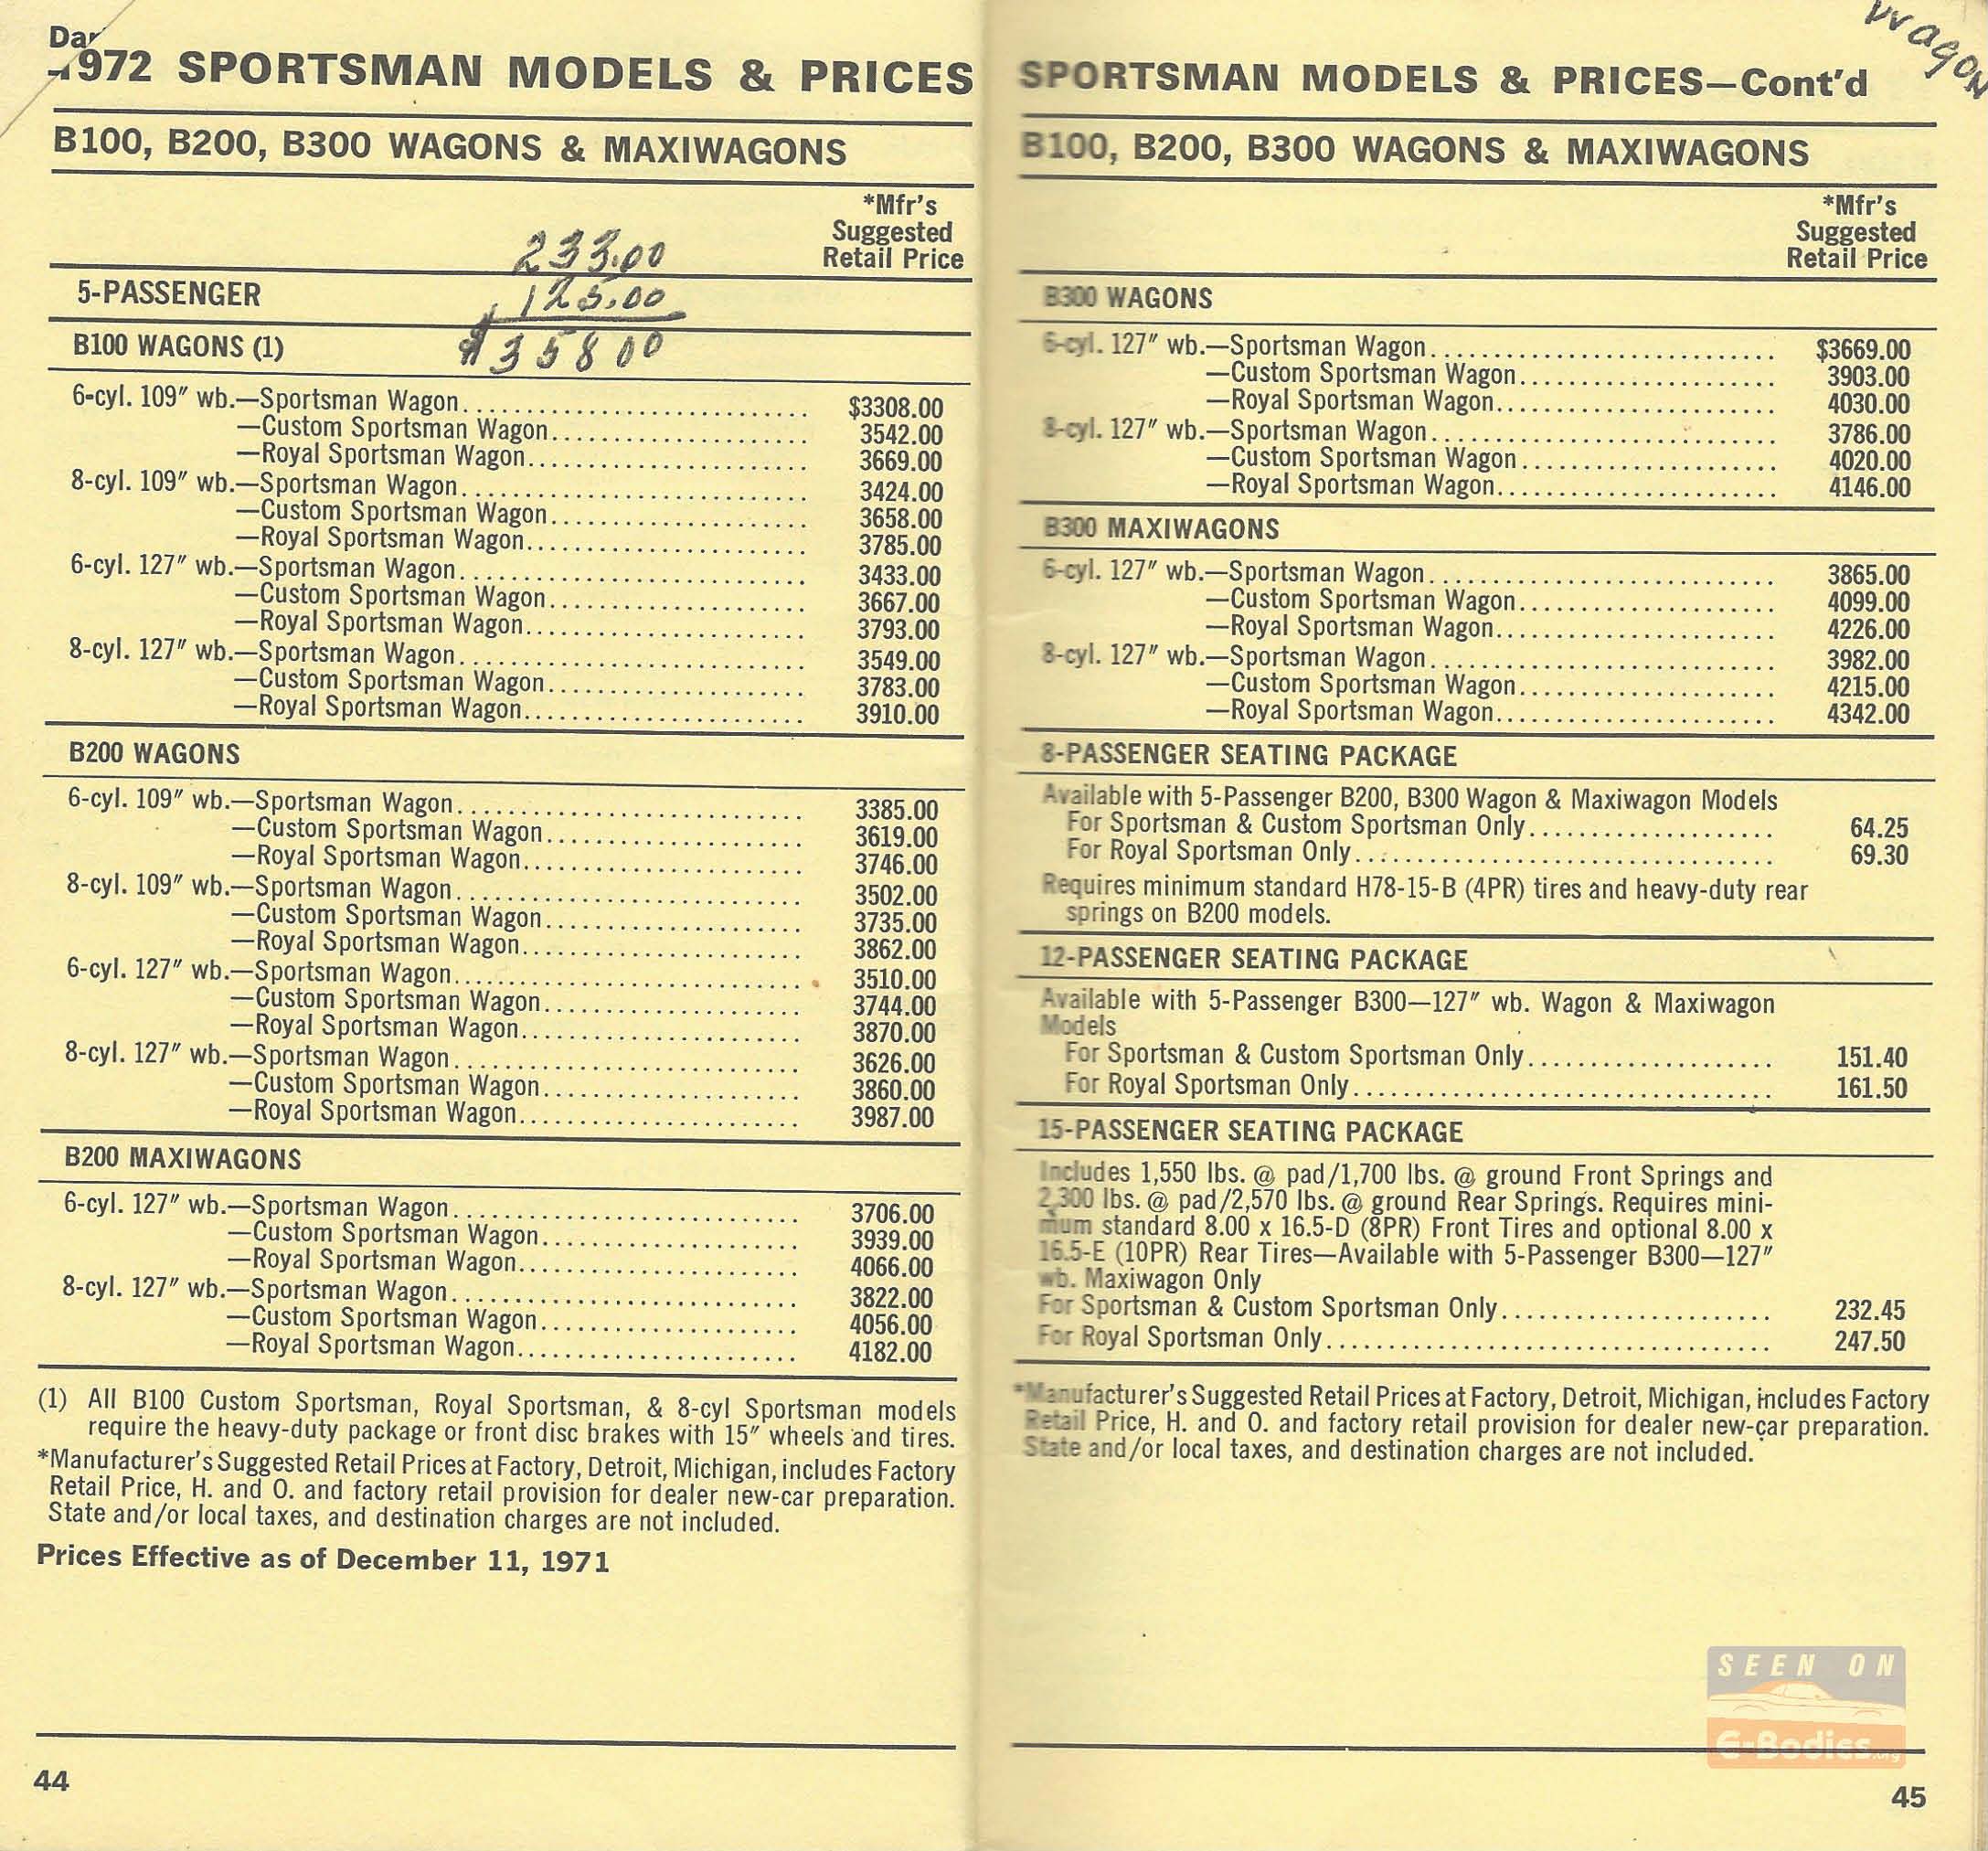 Da
1972 SPORTSMAN MODELS & PRICES
B100, B200, B300 WAGONS & MAXIWAGONS
*Mfr's
Suggested
Retail Price
233.00
125.00
$358 00
5-PASSENGER
B100 WAGONS (1)
6-cyl. 109″ wb.—Sportsman Wagon.................................. $3308.00
—Custom Sportsman Wagon......................... 3542.00
—Royal Sportsman Wagon........................... 3669.00
8-cyl. 109″ wb.—Sportsman Wagon.................................. 3424.00
—Custom Sportsman Wagon......................... 3658.00
—Royal Sportsman Wagon........................... 3785.00
6-cyl. 127″ wb.—Sportsman Wagon.................................. 3433.00
—Custom Sportsman Wagon......................... 3667.00
—Royal Sportsman Wagon........................... 3793.00
8-cyl. 127″ wb.—Sportsman Wagon.................................. 3549.00
—Custom Sportsman Wagon......................... 3783.00
—Royal Sportsman Wagon........................... 3910.00
B200 WAGONS
6-cyl. 109″ wb.—Sportsman Wagon.................................. 3385.00
—Custom Sportsman Wagon......................... 3619.00
—Royal Sportsman Wagon........................... 3746.00
8-cyl. 109″ wb.—Sportsman Wagon.................................. 3502.00
—Custom Sportsman Wagon......................... 3735.00
—Royal Sportsman Wagon........................... 3862.00
6-cyl. 127″ wb.—Sportsman Wagon.................................. 3510.00
—Custom Sportsman Wagon......................... 3744.00
—Royal Sportsman Wagon........................... 3870.00
8-cyl. 127″ wb.—Sportsman Wagon.................................. 3626.00
—Custom Sportsman Wagon......................... 3860.00
—Royal Sportsman Wagon........................... 3987.00
B200 MAXIWAGONS
6-cyl. 127″ wb.—Sportsman Wagon.................................. 3706.00
—Custom Sportsman Wagon......................... 3939.00
—Royal Sportsman Wagon........................... 4066.00
8-cyl. 127″ wb.—Sportsman Wagon.................................. 3822.00
—Custom Sportsman Wagon......................... 4056.00
—Royal Sportsman Wagon........................... 4182.00
(1) All B100 Custom Sportsman, Royal Sportsman, & 8-cyl Sportsman models
require the heavy-duty package or front disc brakes with 15″ wheels and tires.
*Manufacturer's Suggested Retail Prices at Factory, Detroit, Michigan, includes Factory
Retail Price, H. and O. and factory retail provision for dealer new-car preparation.
State and/or local taxes, and destination charges are not included.
Prices Effective as of December 11, 1971
44
Wagon
SPORTSMAN MODELS & PRICES—Cont'd
B100, B200, B300 WAGONS & MAXIWAGONS
*Mfr's
Suggested
Retail Price
B300 WAGONS
6-cyl. 127″ wb.—Sportsman Wagon.................................. $3669.00
—Custom Sportsman Wagon......................... 3903.00
—Royal Sportsman Wagon........................... 4030.00
8-cyl. 127″ wb.—Sportsman Wagon.................................. 3786.00
—Custom Sportsman Wagon......................... 4020.00
—Royal Sportsman Wagon........................... 4146.00
B300 MAXIWAGONS
6-cyl. 127″ wb.—Sportsman Wagon.................................. 3865.00
—Custom Sportsman Wagon......................... 4099.00
—Royal Sportsman Wagon........................... 4226.00
8-cyl. 127″ wb.—Sportsman Wagon.................................. 3982.00
—Custom Sportsman Wagon......................... 4215.00
—Royal Sportsman Wagon........................... 4342.00
8-PASSENGER SEATING PACKAGE
Available with 5-Passenger B200, B300 Wagon & Maxiwagon Models
For Sportsman & Custom Sportsman Only..................... 64.25
For Royal Sportsman Only.................................... 69.30
Requires minimum standard H78-15-B (4PR) tires and heavy-duty rear
springs on B200 models.
12-PASSENGER SEATING PACKAGE
Available with 5-Passenger B300—127″ wb. Wagon & Maxiwagon
Models
For Sportsman & Custom Sportsman Only..................... 151.40
For Royal Sportsman Only.................................... 161.50
15-PASSENGER SEATING PACKAGE
Includes 1,550 lbs. @ pad/1,700 lbs. @ ground Front Springs and
2,300 lbs. @ pad/2,570 lbs. @ ground Rear Springs. Requires mini-
mum standard 8.00 x 16.5-D (8PR) Front Tires and optional 8.00 x
16.5-E (10PR) Rear Tires—Available with 5-Passenger B300—127″
wb. Maxiwagon Only
For Sportsman & Custom Sportsman Only....................... 232.45
For Royal Sportsman Only...................................... 247.50
*Manufacturer's Suggested Retail Prices at Factory, Detroit, Michigan, includes Factory
Retail Price, H. and O. and factory retail provision for dealer new-car preparation.
State and/or local taxes, and destination charges are not included.
SEEN ON
E-Bodies.org
45